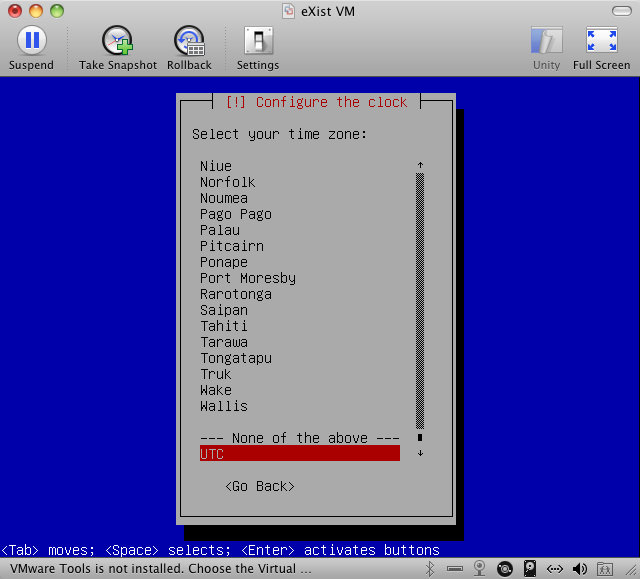 eXist VM
Suspend Take Snapshot Rollback Settings Unity Full Screen
[!] Configure the clock
Select your time zone:
Niue
Norfolk
Noumea
Pago Pago
Palau
Pitcairn
Ponape
Port Moresby
Rarotonga
Saipan
Tahiti
Tarawa
Tongatapu
Truk
Wake
Wallis
--- None of the above ---
UTC
<Go Back>
<Tab> moves; <Space> selects; <Enter> activates buttons
VMware Tools is not installed. Choose the Virtual ...